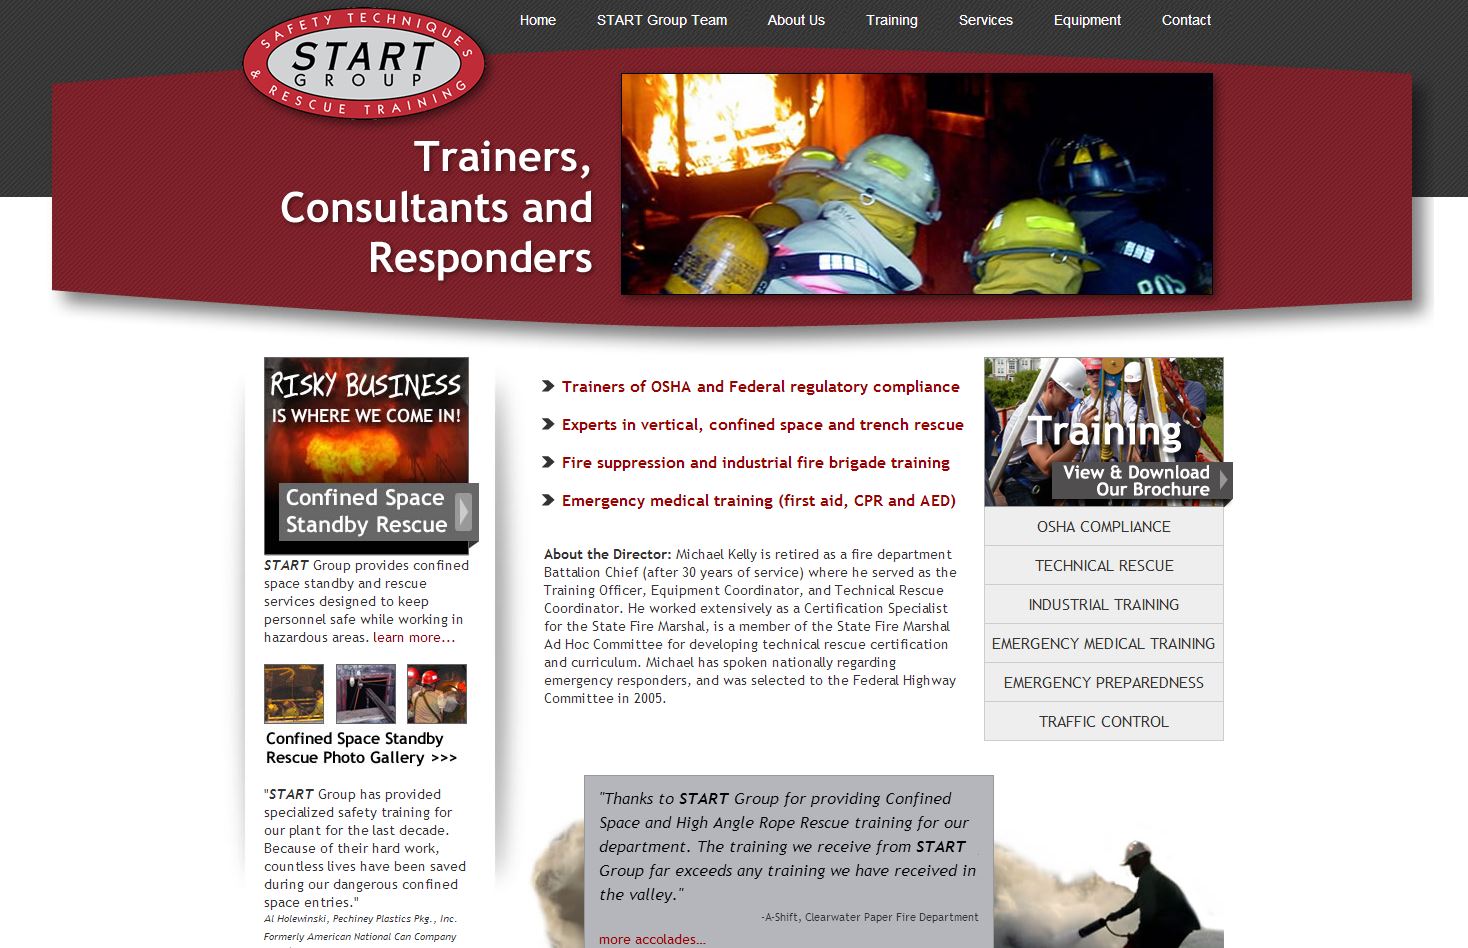 SAFETY TECHNIQUES
START
GROUP
& RESCUE TRAINING
Home START Group Team About Us Training Services Equipment Contact
Trainers,
Consultants and
Responders
RISKY BUSINESS
IS WHERE WE COME IN!
Confined Space
Standby Rescue
START Group provides confined
space standby and rescue
services designed to keep
personnel safe while working in
hazardous areas. learn more...
Confined Space Standby
Rescue Photo Gallery >>>
"START Group has provided
specialized safety training for
our plant for the last decade.
Because of their hard work,
countless lives have been saved
during our dangerous confined
space entries."
Al Holewinski, Pechiney Plastics Pkg., Inc.
Formerly American National Can Company
Trainers of OSHA and Federal regulatory compliance
Experts in vertical, confined space and trench rescue
Fire suppression and industrial fire brigade training
Emergency medical training (first aid, CPR and AED)
About the Director: Michael Kelly is retired as a fire department
Battalion Chief (after 30 years of service) where he served as the
Training Officer, Equipment Coordinator, and Technical Rescue
Coordinator. He worked extensively as a Certification Specialist
for the State Fire Marshal, is a member of the State Fire Marshal
Ad Hoc Committee for developing technical rescue certification
and curriculum. Michael has spoken nationally regarding
emergency responders, and was selected to the Federal Highway
Committee in 2005.
"Thanks to START Group for providing Confined
Space and High Angle Rope Rescue training for our
department. The training we receive from START
Group far exceeds any training we have received in
the valley."
-A-Shift, Clearwater Paper Fire Department
more accolades...
Training
View & Download
Our Brochure
OSHA COMPLIANCE
TECHNICAL RESCUE
INDUSTRIAL TRAINING
EMERGENCY MEDICAL TRAINING
EMERGENCY PREPAREDNESS
TRAFFIC CONTROL